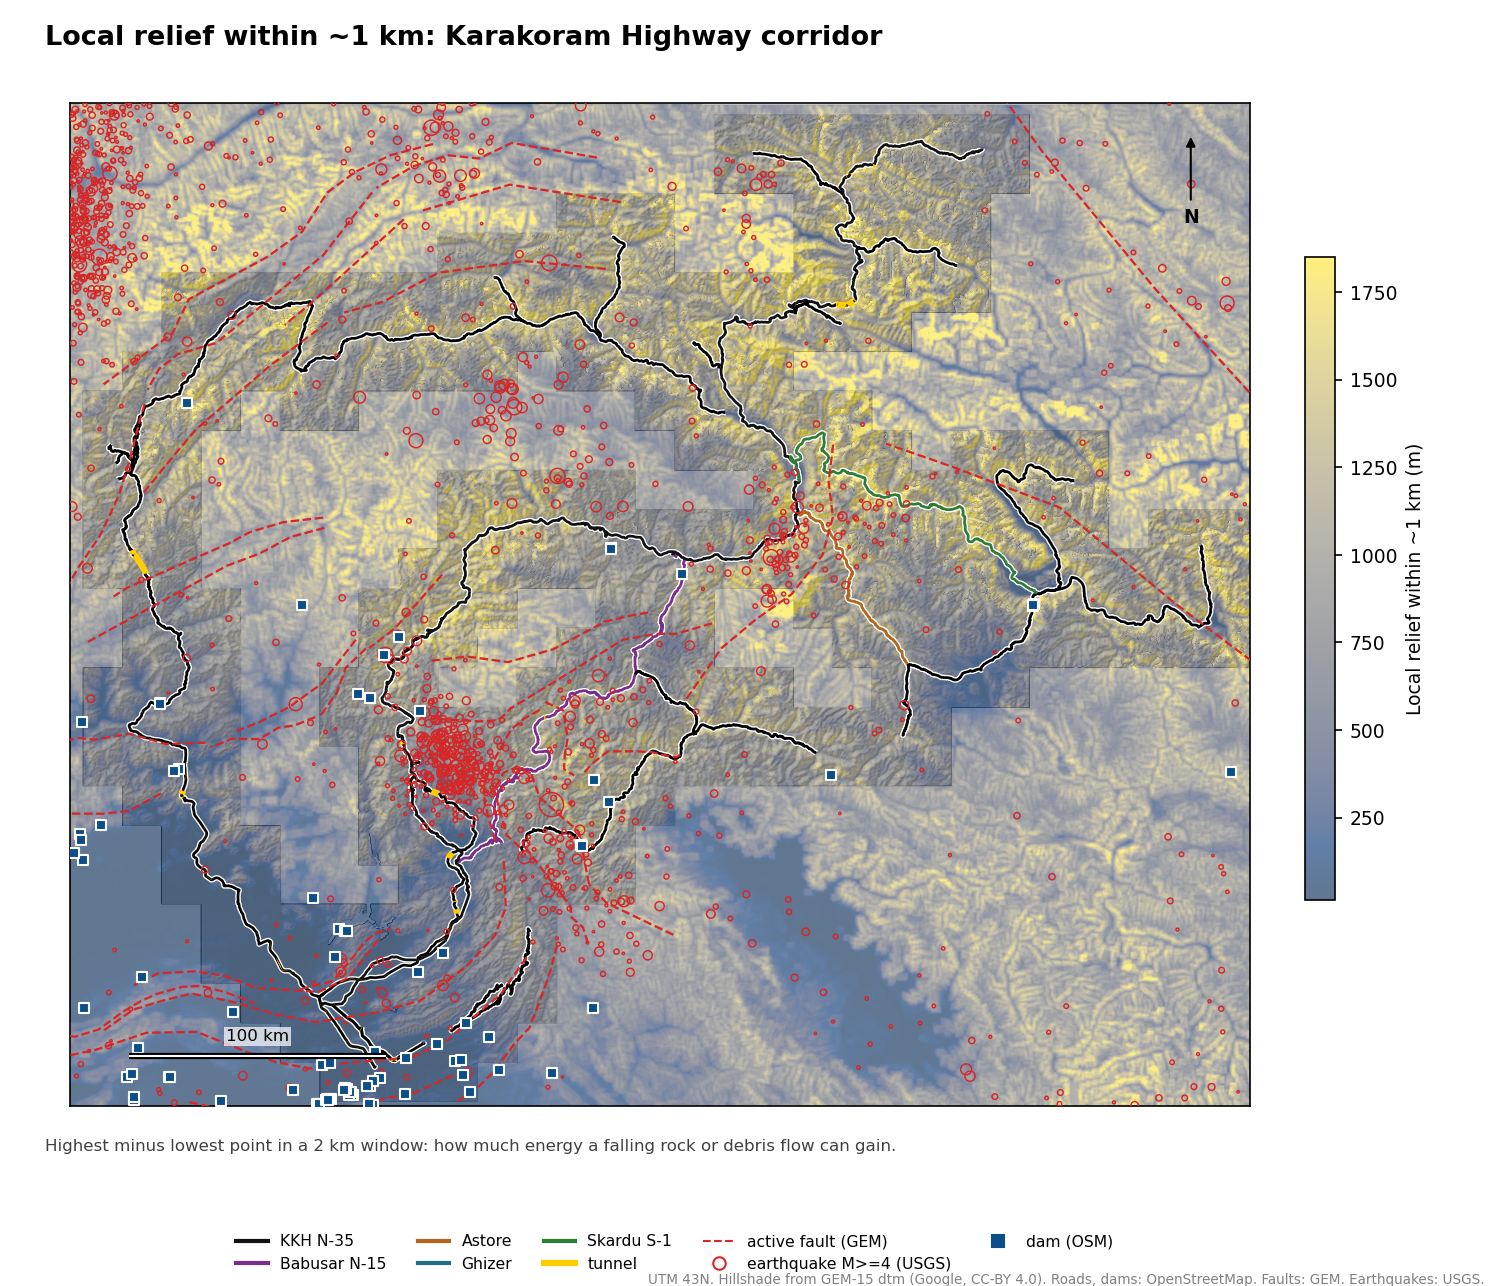 Local relief within ~1 km: Karakoram Highway corridor
N
100 km
1750
1500
1250
1000
750
500
250
Local relief within ~1 km (m)
Highest minus lowest point in a 2 km window: how much energy a falling rock or debris flow can gain.
KKH N-35
Babusar N-15
Astore
Ghizer
Skardu S-1
tunnel
active fault (GEM)
earthquake M>=4 (USGS)
dam (OSM)
UTM 43N. Hillshade from GEM-15 dtm (Google, CC-BY 4.0). Roads, dams: OpenStreetMap. Faults: GEM. Earthquakes: USGS.